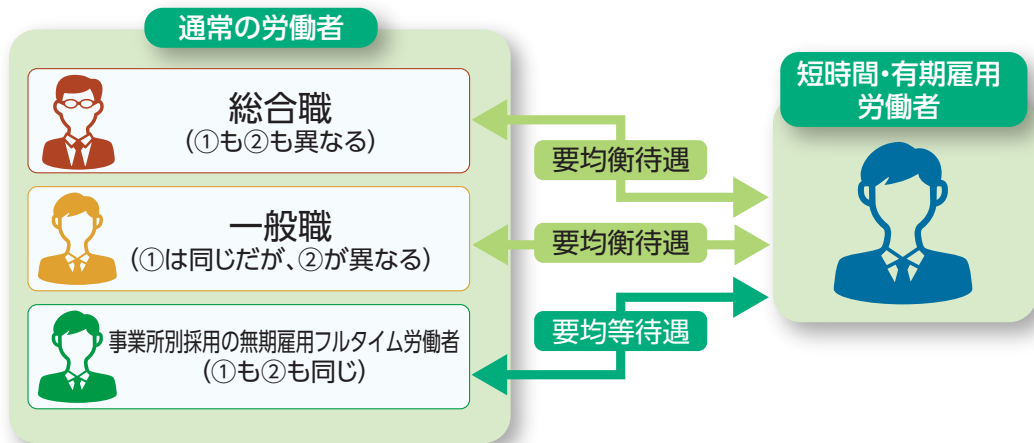 通常の労働者
総合職
(①も②も異なる)
一般職
(①は同じだが、②が異なる)
事業所別採用の無期雇用フルタイム労働者
(①も②も同じ)
要均衡待遇
要均衡待遇
要均等待遇
短時間・有期雇用
労働者